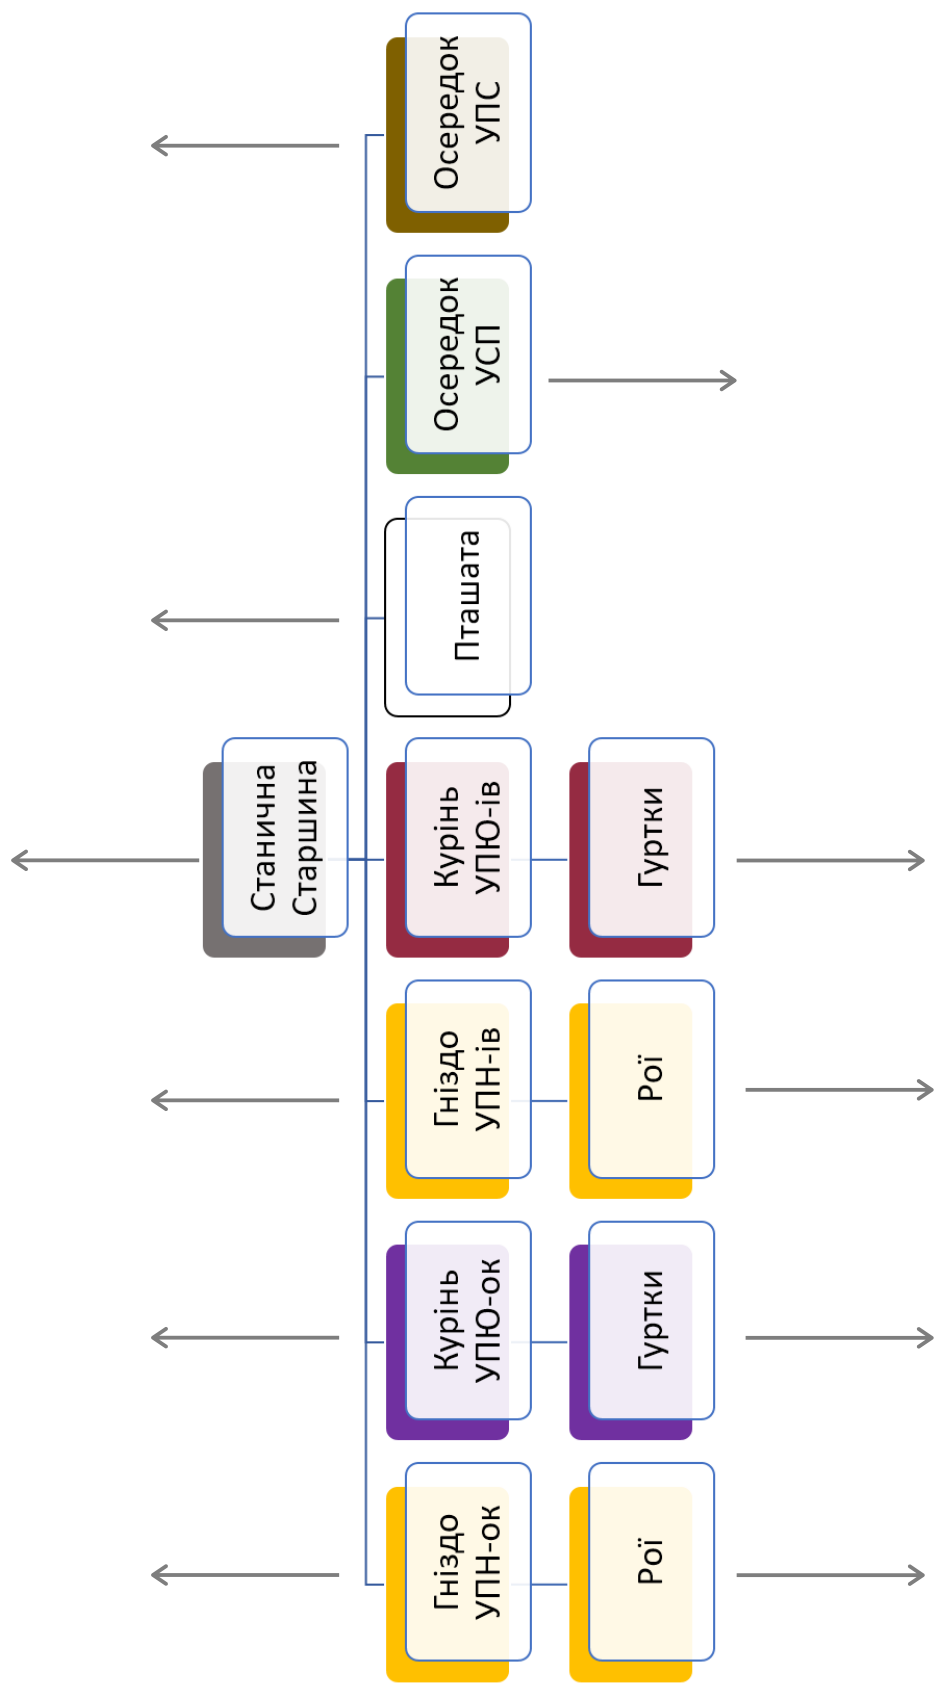 Станична
Старшина
Гніздо
УПН-ок
Курінь
УПЮ-ок
Гніздо
УПН-ів
Курінь
УПЮ-ів
Пташата
Осередок
УСП
Осередок
УПС
Рої
Гуртки
Рої
Гуртки